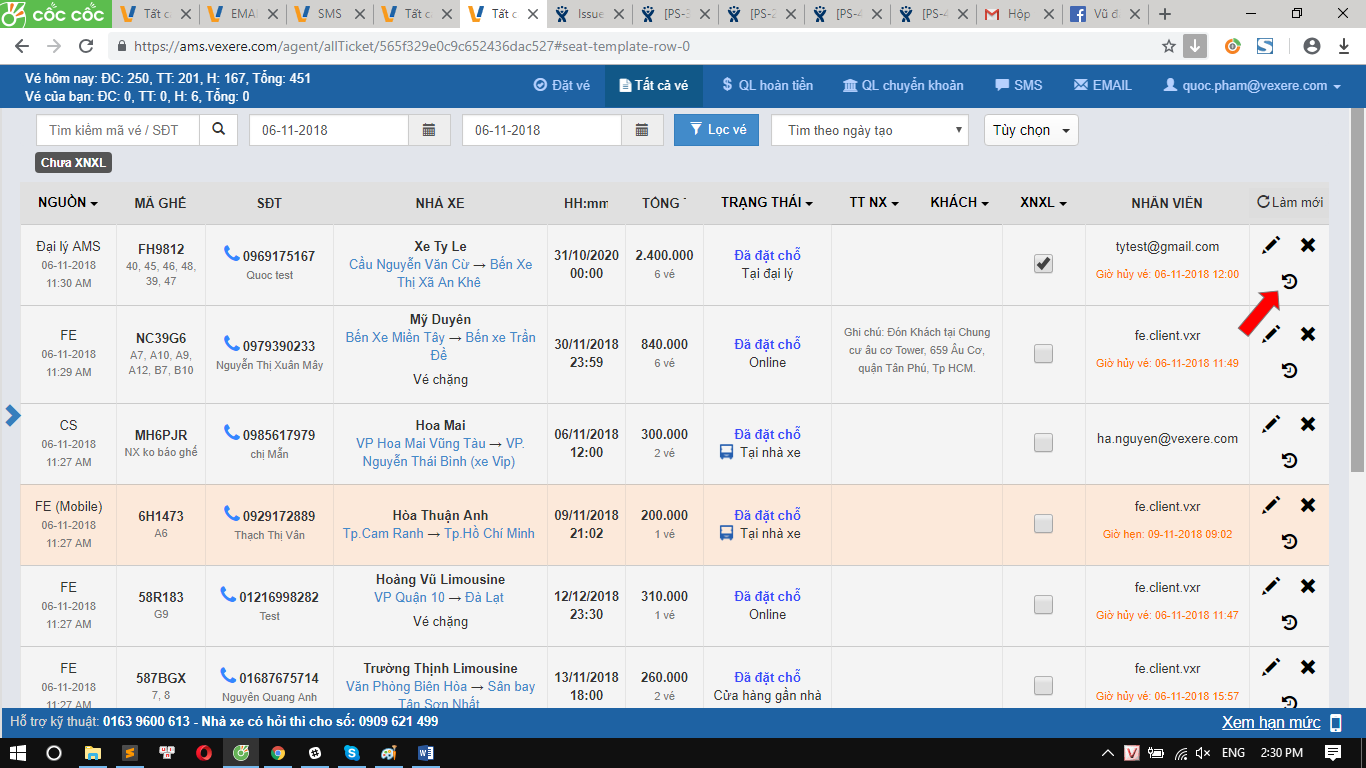 cốc cốc
Tất c
EMAI
SMS
Tất c
Tất c
Issue
[PS-3
[PS-2
[PS-4
[PS-4
Hộp
Vũ đ
https://ams.vexere.com/agent/allTicket/565f329e0c9c652436dac527#seat-template-row-0
Vé hôm nay: ĐC: 250, TT: 201, H: 167, Tổng: 451
Vé của bạn: ĐC: 0, TT: 0, H: 6, Tổng: 0
Đặt vé
Tất cả vé
QL hoàn tiền
QL chuyển khoản
SMS
EMAIL
quoc.pham@vexere.com
Tìm kiếm mã vé / SĐT
06-11-2018
06-11-2018
Lọc vé
Tìm theo ngày tạo
Tùy chọn
Chưa XNXL
NGUỒN
MÃ GHẾ
SĐT
NHÀ XE
HH:mm
TỔNG
TRẠNG THÁI
TT NX
KHÁCH
XNXL
NHÂN VIÊN
Làm mới
Đại lý AMS
06-11-2018
11:30 AM
FH9812
40, 45, 46, 48,
39, 47
0969175167
Quoc test
Xe Ty Le
Cầu Nguyễn Văn Cừ → Bến Xe
Thị Xã An Khê
31/10/2020
00:00
2.400.000
6 vé
Đã đặt chỗ
Tại đại lý
tytest@gmail.com
Giờ hủy vé: 06-11-2018 12:00
FE
06-11-2018
11:29 AM
NC39G6
A7, A10, A9,
A12, B7, B10
0979390233
Nguyễn Thị Xuân Mây
Mỹ Duyên
Bến Xe Miền Tây → Bến xe Trần
Đề
Vé chặng
30/11/2018
23:59
840.000
6 vé
Đã đặt chỗ
Online
Ghi chú: Đón Khách tại Chung
cư âu cơ Tower, 659 Âu Cơ,
quận Tân Phú, Tp HCM.
fe.client.vxr
Giờ hủy vé: 06-11-2018 11:49
CS
06-11-2018
11:27 AM
MH6PJR
NX ko báo ghế
0985617979
chị Mẫn
Hoa Mai
VP Hoa Mai Vũng Tàu → VP.
Nguyễn Thái Bình (xe Vip)
06/11/2018
12:00
300.000
2 vé
Đã đặt chỗ
Tại nhà xe
ha.nguyen@vexere.com
FE (Mobile)
06-11-2018
11:27 AM
6H1473
A6
0929172889
Thạch Thị Vân
Hòa Thuận Anh
Tp.Cam Ranh → Tp.Hồ Chí Minh
09/11/2018
21:02
200.000
1 vé
Đã đặt chỗ
Tại nhà xe
fe.client.vxr
Giờ hẹn: 09-11-2018 09:02
FE
06-11-2018
11:27 AM
58R183
G9
01216998282
Test
Hoàng Vũ Limousine
VP Quận 10 → Đà Lạt
Vé chặng
12/12/2018
23:30
310.000
1 vé
Đã đặt chỗ
Online
fe.client.vxr
Giờ hủy vé: 06-11-2018 11:47
FE
06-11-2018
11:27 AM
587BGX
7, 8
01687675714
Nguyên Quang Anh
Trường Thịnh Limousine
Văn Phòng Biên Hòa → Sân bay
Tân Sơn Nhất
13/11/2018
18:00
260.000
2 vé
Đã đặt chỗ
Cửa hàng gần nhà
fe.client.vxr
Giờ hủy vé: 06-11-2018 15:57
Hỗ trợ kỹ thuật: 0163 9600 613 - Nhà xe có hỏi thì cho số: 0909 621 499
Xem hạn mức
ENG
2:30 PM